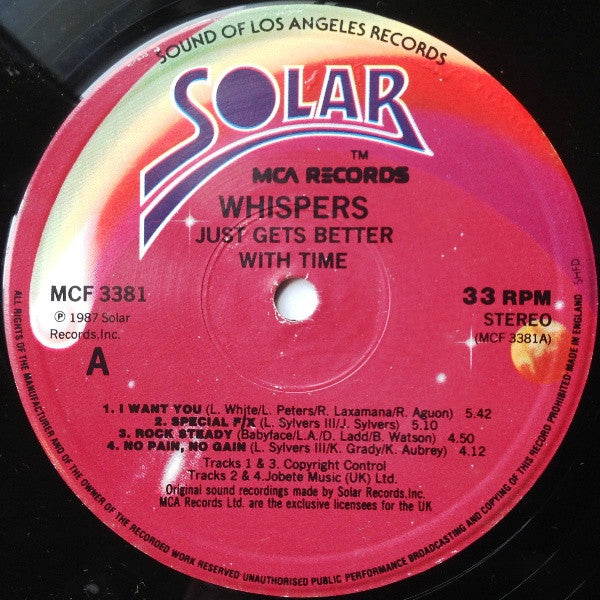 SOUND OF LOS ANGELES RECORDS
SOLAR
TM
MCA RECORDS
WHISPERS
JUST GETS BETTER
WITH TIME
MCF 3381
℗ 1987 Solar
Records,Inc.
A
33 RPM
STEREO
(MCF 3381A)
1. I WANT YOU (L. White/L. Peters/R. Laxamana/R. Aguon) 5.42
2. SPECIAL F/X (L. Sylvers III/J. Sylvers) 5.10
3. ROCK STEADY (Babyface/L.A./D. Ladd/B. Watson) 4.50
4. NO PAIN, NO GAIN (L. Sylvers III/K. Grady/K. Aubrey) 4.12
Tracks 1 & 3. Copyright Control
Tracks 2 & 4.Jobete Music (UK) Ltd.
Original sound recordings made by Solar Records,Inc.
MCA Records Ltd. are the exclusive licensees for the UK
ALL RIGHTS OF THE MANUFACTURER AND OF THE OWNER OF THE RECORDED WORK RESERVED·UNAUTHORISED PUBLIC PERFORMANCE BROADCASTING AND COPYING OF THIS RECORD PROHIBITED·MADE IN ENGLAND
SHFD